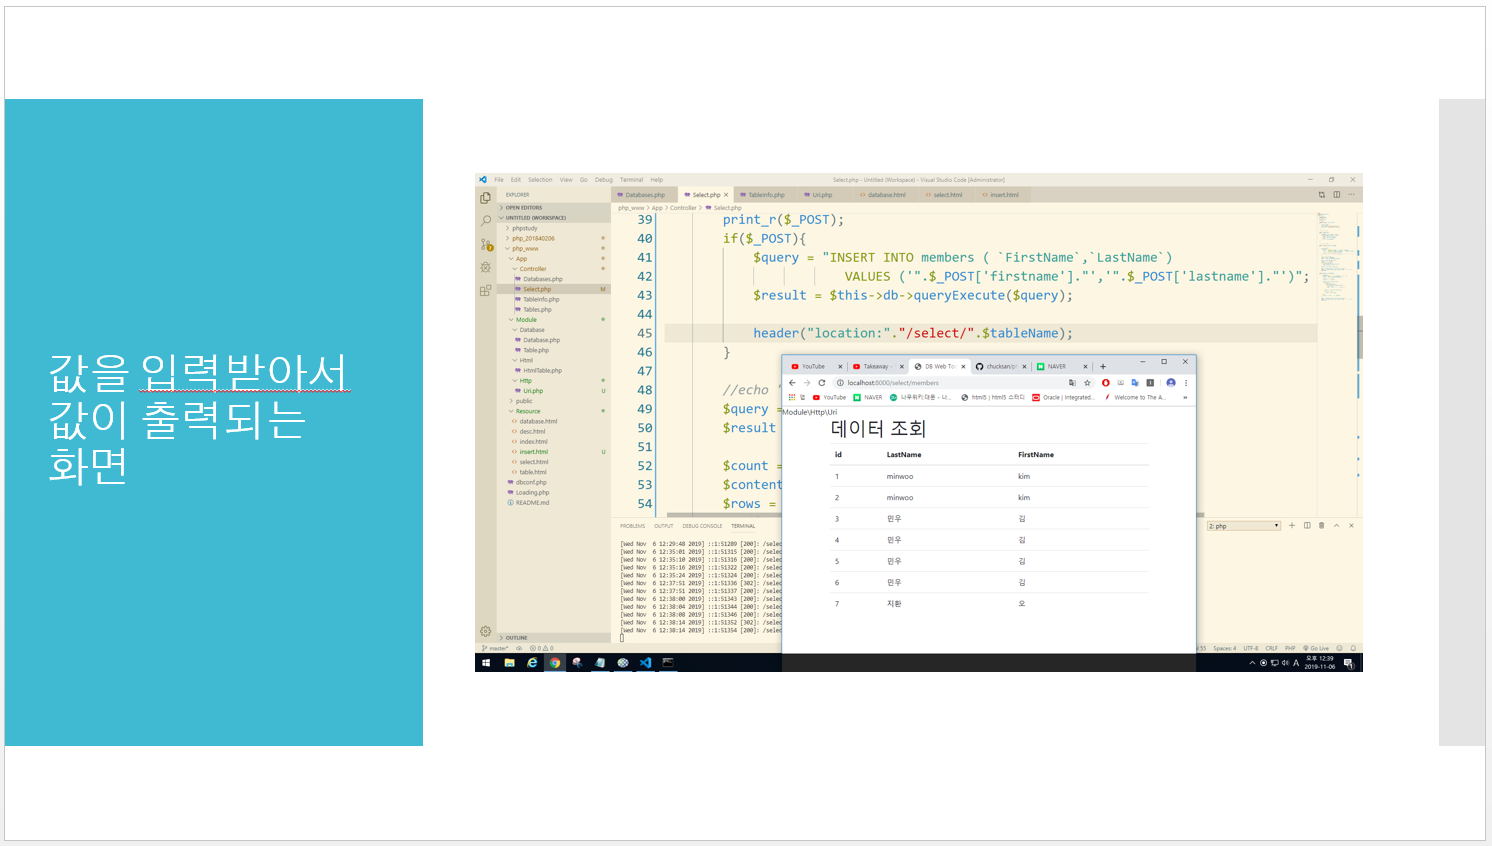 값을 입력받아서
값이 출력되는
화면
File Edit Selection View Go Debug Terminal Help
Select.php - Untitled (Workspace) - Visual Studio Code [Administrator]
EXPLORER
Databases.php
Select.php
TableInfo.php
Uri.php
database.html
select.html
insert.html
OPEN EDITORS
UNTITLED (WORKSPACE)
phpstudy
php_201840206
php_www
App
Controller
Databases.php
Select.php M
TableInfo.php
Tables.php
Module
Database
Database.php
Table.php
Html
HtmlTable.php
Http
Uri.php U
public
Resource
database.html
desc.html
index.html
insert.html U
select.html
table.html
dbconf.php
Loading.php
README.md
OUTLINE
php_www > App > Controller > Select.php
39 print_r($_POST);
40 if($_POST){
41 $query = "INSERT INTO members ( `FirstName`,`LastName`)
42 VALUES ('".$_POST['firstname']."','".$_POST['lastname']."')";
43 $result = $this->db->queryExecute($query);
44
45 header("location:"."/select/".$tableName);
46 }
47
48 //echo "
49 $query =
50 $result
51
52 $count =
53 $content
54 $rows =
PROBLEMS OUTPUT DEBUG CONSOLE TERMINAL
2: php
[Wed Nov 6 12:29:48 2019] ::1:51289 [200]: /selec
[Wed Nov 6 12:35:01 2019] ::1:51315 [200]: /selec
[Wed Nov 6 12:35:10 2019] ::1:51316 [200]: /selec
[Wed Nov 6 12:35:16 2019] ::1:51322 [200]: /selec
[Wed Nov 6 12:35:24 2019] ::1:51324 [200]: /selec
[Wed Nov 6 12:37:51 2019] ::1:51336 [302]: /selec
[Wed Nov 6 12:37:51 2019] ::1:51337 [200]: /selec
[Wed Nov 6 12:38:00 2019] ::1:51343 [200]: /selec
[Wed Nov 6 12:38:04 2019] ::1:51344 [200]: /selec
[Wed Nov 6 12:38:08 2019] ::1:51346 [200]: /selec
[Wed Nov 6 12:38:14 2019] ::1:51352 [302]: /selec
[Wed Nov 6 12:38:14 2019] ::1:51354 [200]: /selec
YouTube
Takeaway -
DB Web To
chucksan/p
NAVER
localhost:8000/select/members
앱 YouTube NAVER 나무위키:대문 - 나... html5 | html5 스터디 Oracle | Integrated... Welcome to The A...
Module\Http\Uri
데이터 조회
id LastName FirstName
1 minwoo kim
2 minwoo kim
3 민우 김
4 민우 김
5 민우 김
6 민우 김
7 지환 오
master* 0 0
Spaces: 4 UTF-8 CRLF PHP Go Live
A
오후 12:39
2019-11-06